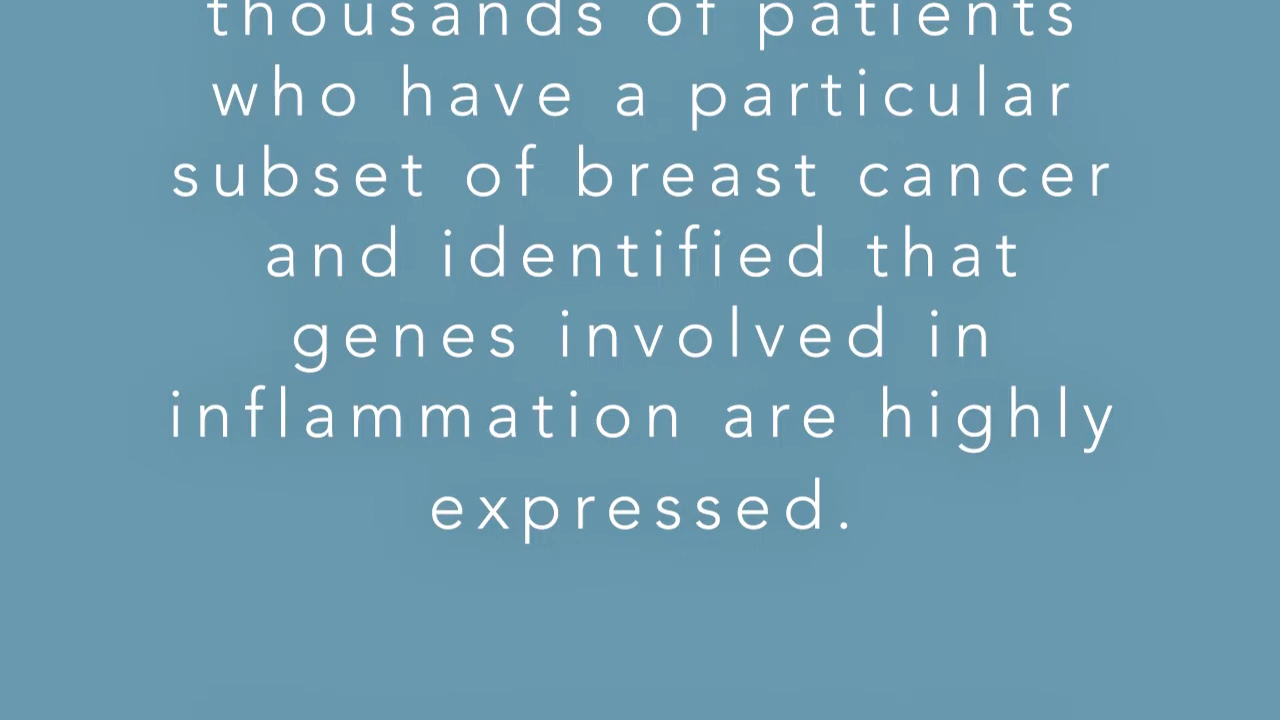 thousands of patients
who have a particular
subset of breast cancer
and identified that
genes involved in
inflammation are highly
expressed.